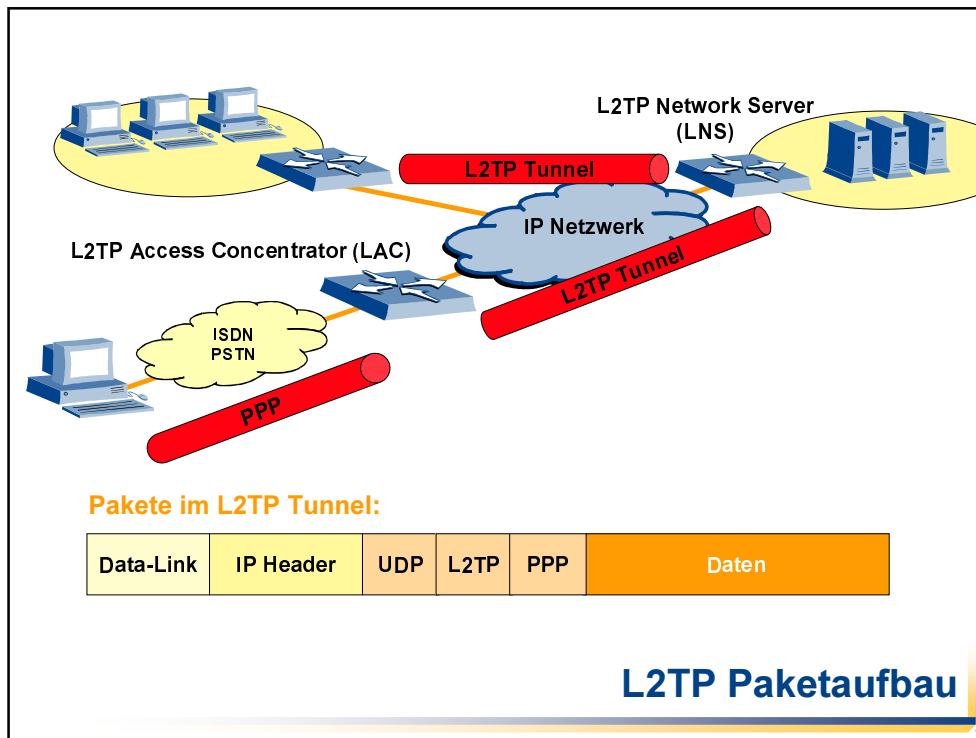 L2TP Network Server
(LNS)
L2TP Tunnel
IP Netzwerk
L2TP Access Concentrator (LAC)
L2TP Tunnel
ISDN
PSTN
PPP
Pakete im L2TP Tunnel:
Data-Link IP Header UDP L2TP PPP Daten
L2TP Paketaufbau